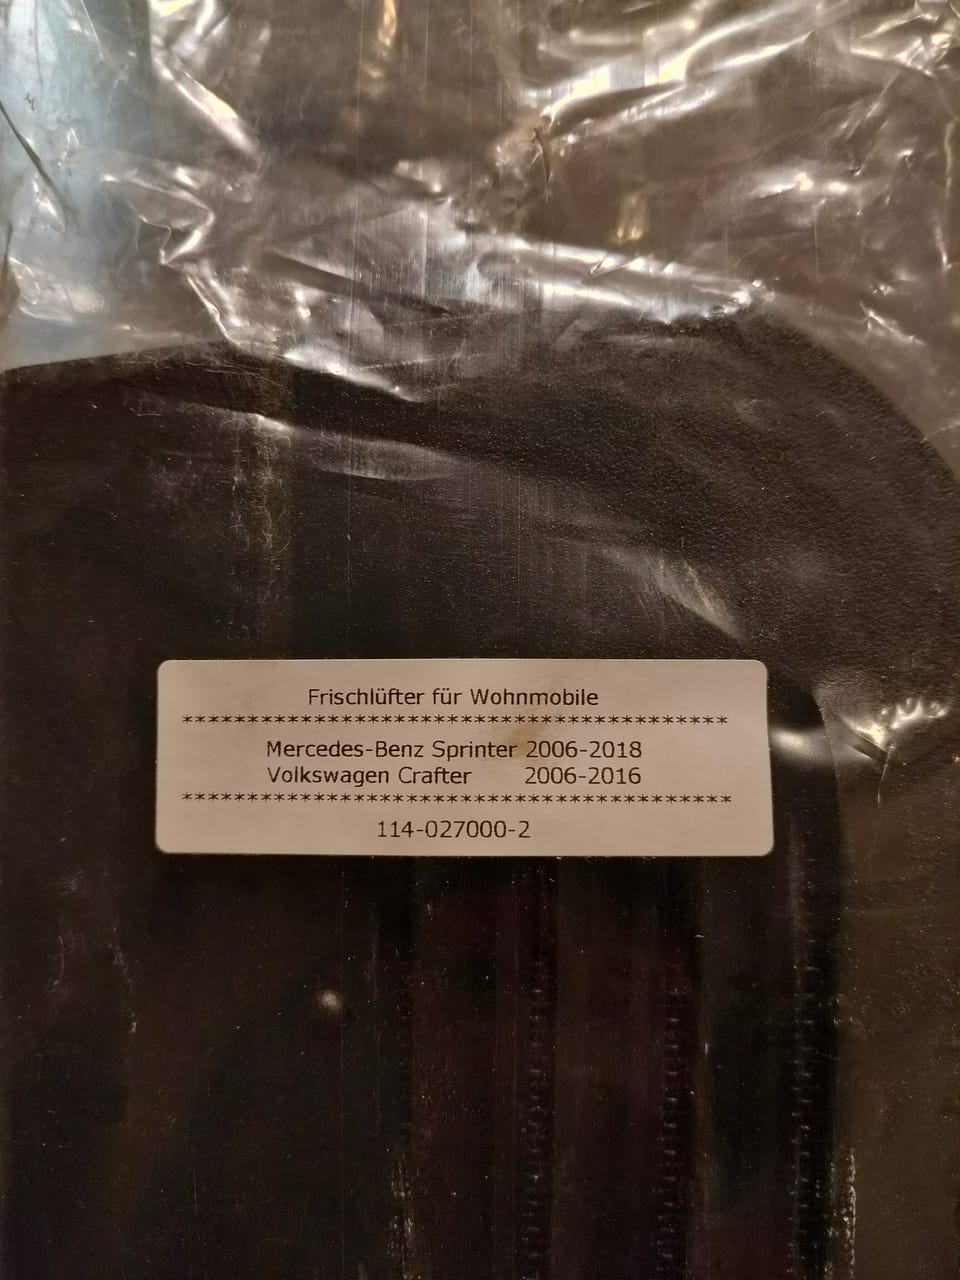 Frischlüfter für Wohnmobile
******************************************
Mercedes-Benz Sprinter 2006-2018
Volkswagen Crafter 2006-2016
******************************************
114-027000-2